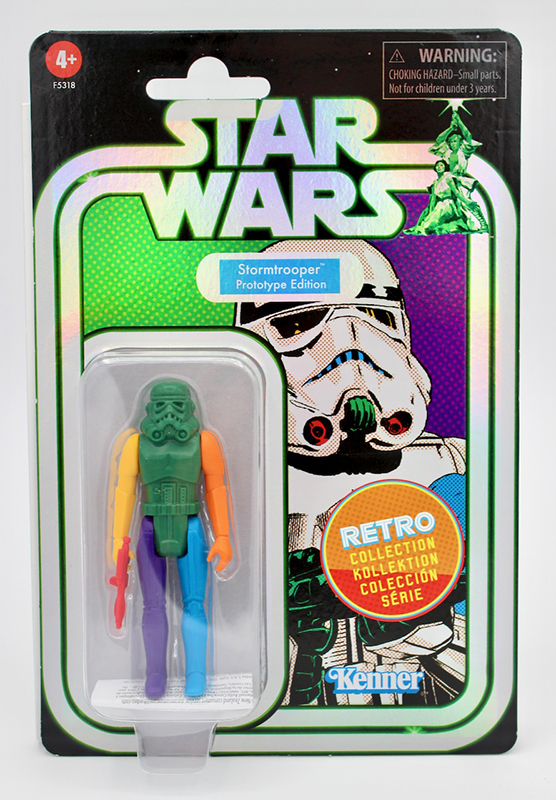 4+
F5318
WARNING:
CHOKING HAZARD–Small parts.
Not for children under 3 years.
STAR
WARS
Stormtrooper™
Prototype Edition
RETRO
COLLECTION
KOLLEKTION
COLECCIÓN
SÉRIE
Kenner